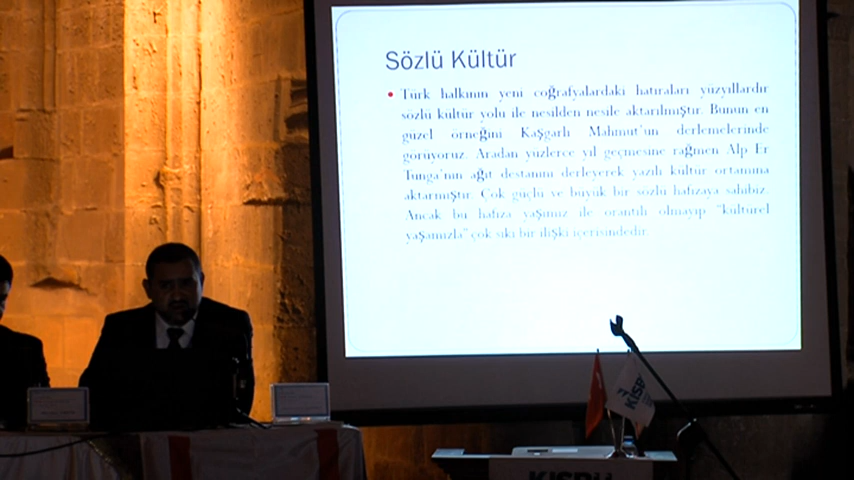 Sözlü Kültür
Türk halkının yeni coğrafyalardaki hatıraları yüzyıllardır
sözlü kültür yolu ile nesilden nesile aktarılmıştır. Bunun en
güzel örneğini Kaşgarlı Mahmut'un derlemelerinde
görüyoruz. Aradan yüzlerce yıl geçmesine rağmen Alp Er
Tunga'nın ağıt destanını derleyerek yazılı kültür ortamına
aktarmıştır. Çok güçlü ve büyük bir sözlü hafızaya sahibiz.
Ancak bu hafıza yaşımız ile orantılı olmayıp "kültürel
yaşamızla" çok sıkı bir ilişki içerisindedir.